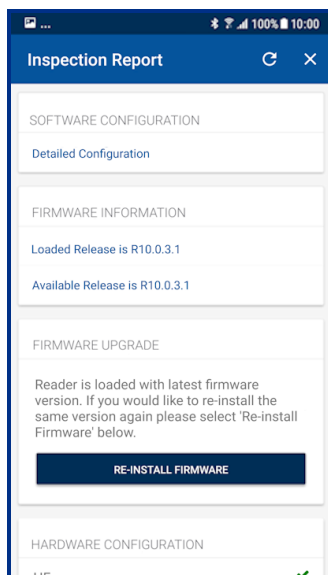 ... 100% 10:00
Inspection Report
SOFTWARE CONFIGURATION
Detailed Configuration
FIRMWARE INFORMATION
Loaded Release is R10.0.3.1
Available Release is R10.0.3.1
FIRMWARE UPGRADE
Reader is loaded with latest firmware
version. If you would like to re-install the
same version again please select 'Re-install
Firmware' below.
RE-INSTALL FIRMWARE
HARDWARE CONFIGURATION